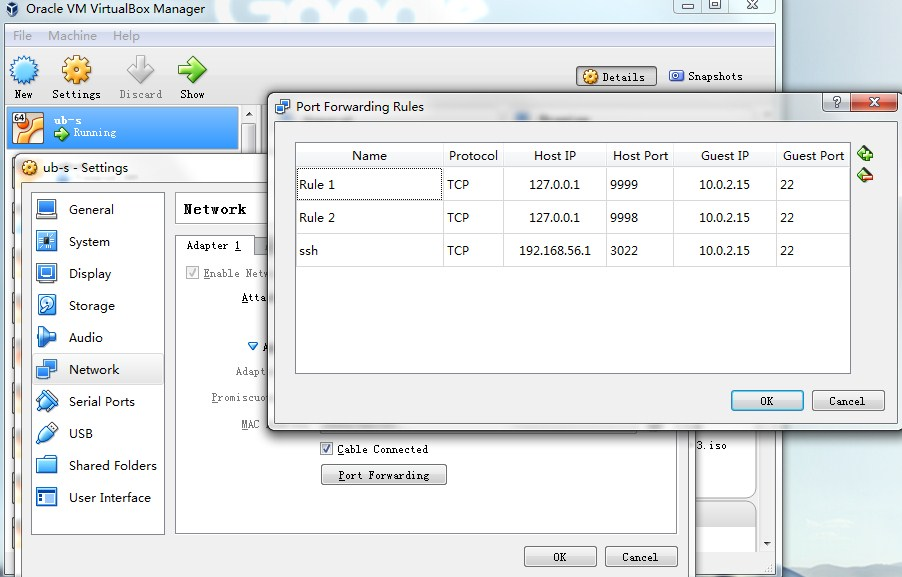 Oracle VM VirtualBox Manager
File Machine Help
New Settings Discard Show
Details Snapshots
64
ub-s
Running
ub-s - Settings
General
System
Display
Storage
Audio
Network
Serial Ports
USB
Shared Folders
User Interface
Network
Adapter 1
Enable Netw
Atta
Adapt
Promiscuo
MAC
Cable Connected
Port Forwarding
OK Cancel
3.iso
Port Forwarding Rules
Name Protocol Host IP Host Port Guest IP Guest Port
Rule 1 TCP 127.0.0.1 9999 10.0.2.15 22
Rule 2 TCP 127.0.0.1 9998 10.0.2.15 22
ssh TCP 192.168.56.1 3022 10.0.2.15 22
OK Cancel